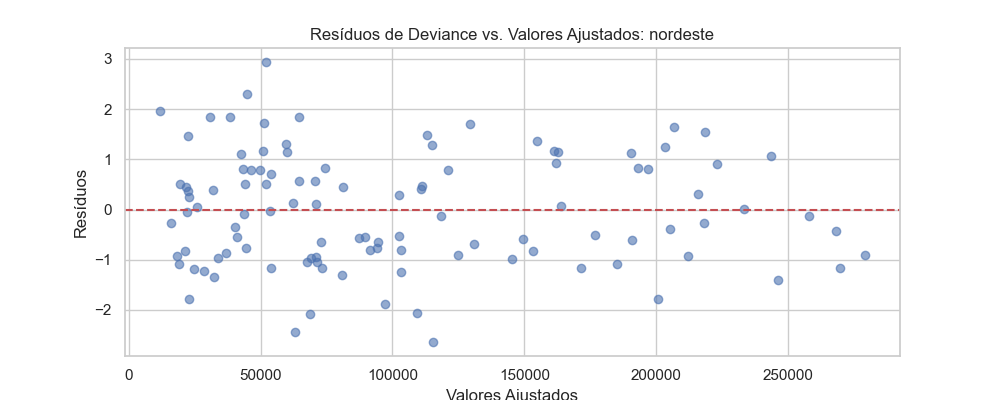 Resíduos de Deviance vs. Valores Ajustados: nordeste
3
2
1
0
−1
−2
Resíduos
0 50000 100000 150000 200000 250000
Valores Ajustados